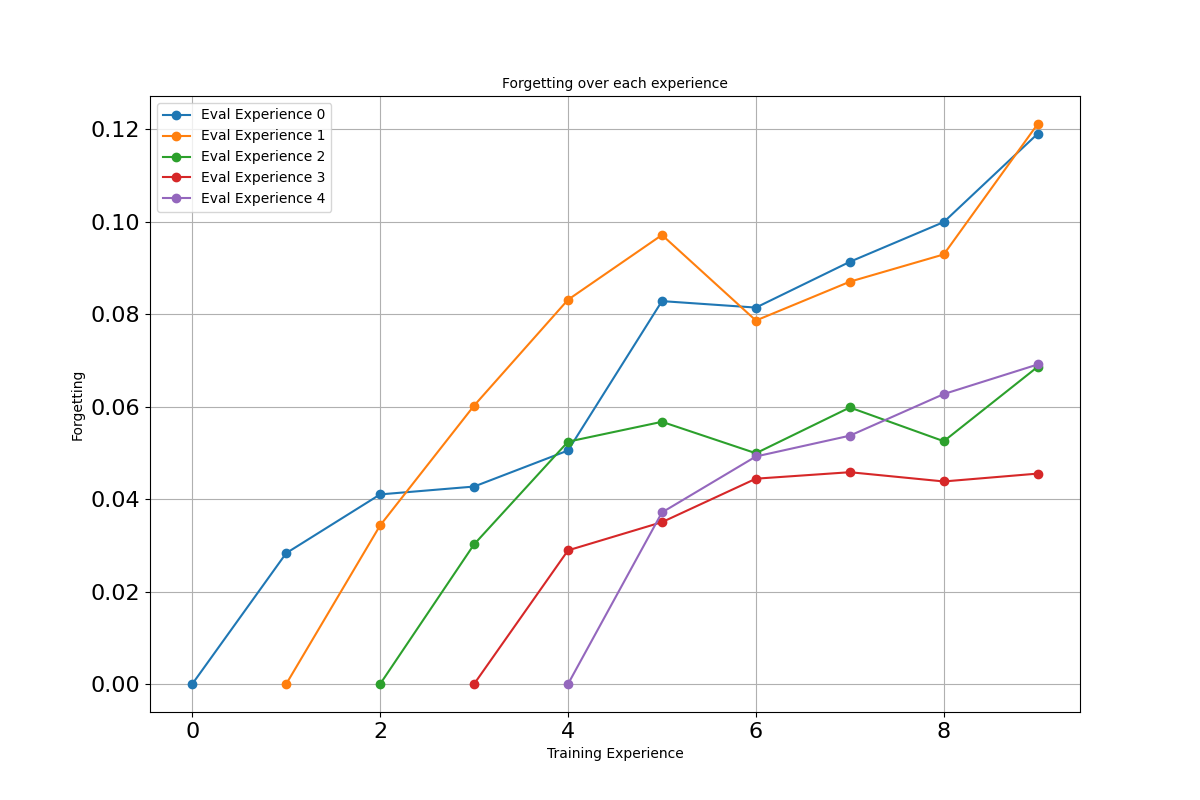 Forgetting over each experience
Eval Experience 0
Eval Experience 1
Eval Experience 2
Eval Experience 3
Eval Experience 4
0.12
0.10
0.08
0.06
0.04
0.02
0.00
Forgetting
0 2 4 6 8
Training Experience